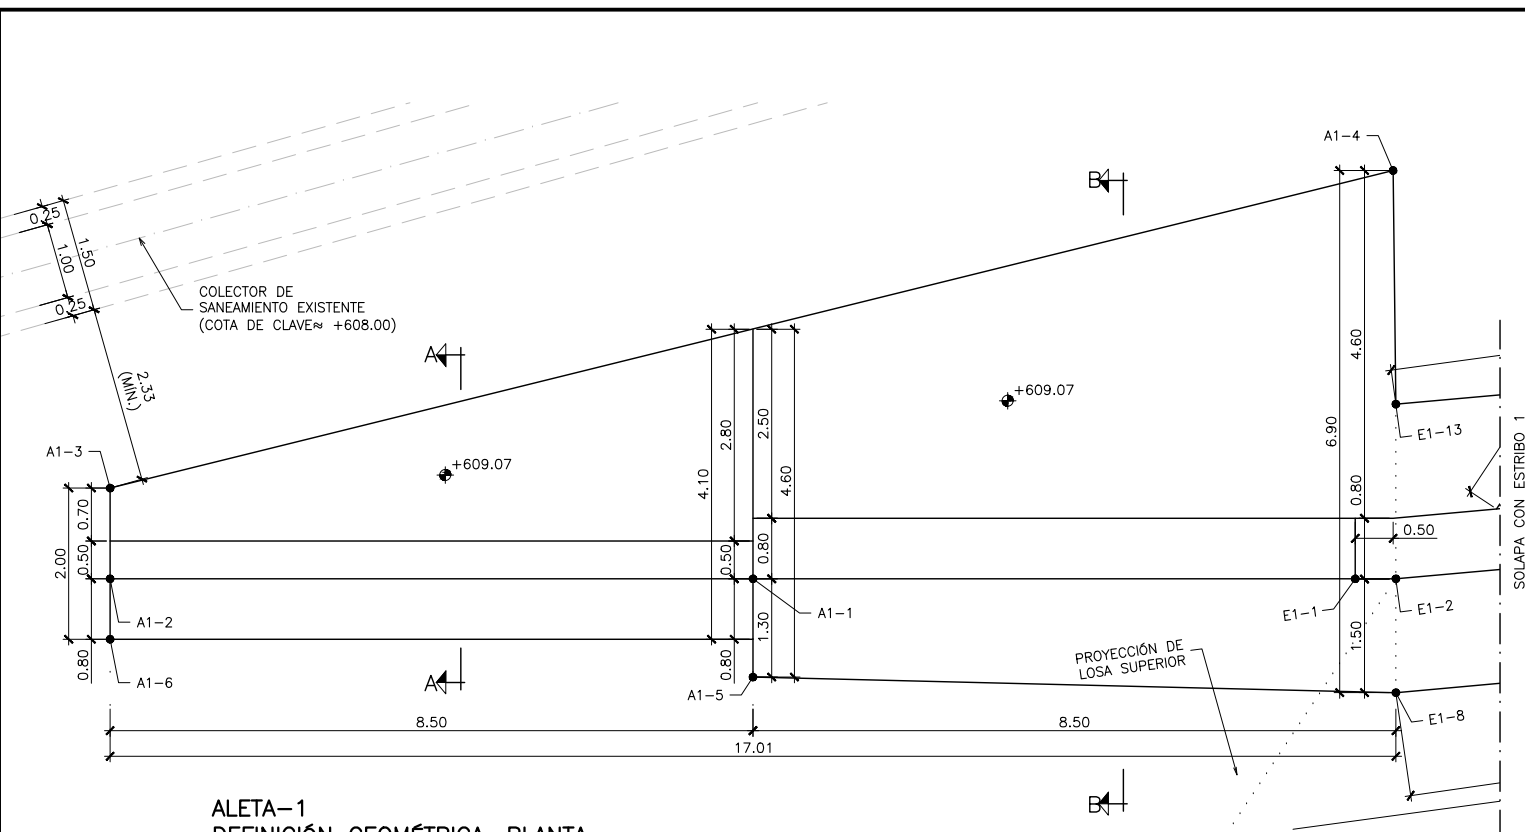 A1-4
B
0.25
1.50
1.00
0.25
COLECTOR DE
SANEAMIENTO EXISTENTE
(COTA DE CLAVE≈ +608.00)
A
2.33
(MÍN.)
4.60
+609.07
2.50
2.80
6.90
SOLAPA CON ESTRIBO 1
E1-13
A1-3
+609.07
4.10
4.60
0.80
0.70
0.50
0.50
0.80
0.50
2.00
A1-2
A1-1
E1-1
E1-2
1.30
1.50
0.80
A1-6
0.80
PROYECCIÓN DE
LOSA SUPERIOR
A
A1-5
8.50
8.50
E1-8
17.01
B
ALETA-1